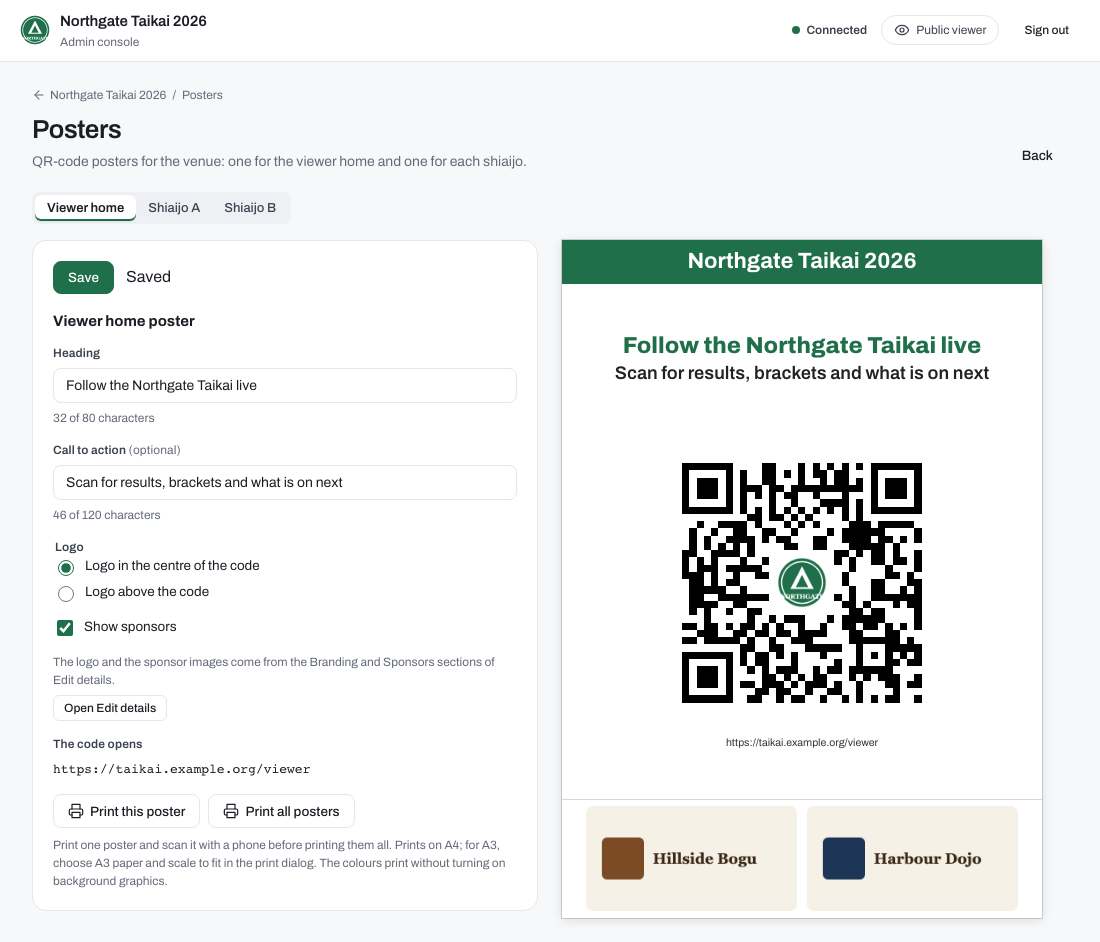 Northgate Taikai 2026
Admin console
Connected
Public viewer
Sign out
Northgate Taikai 2026 / Posters
Posters
QR-code posters for the venue: one for the viewer home and one for each shiaijo.
Back
Viewer home
Shiaijo A
Shiaijo B
Save
Saved
Viewer home poster
Heading
Follow the Northgate Taikai live
32 of 80 characters
Call to action (optional)
Scan for results, brackets and what is on next
46 of 120 characters
Logo
Logo in the centre of the code
Logo above the code
Show sponsors
The logo and the sponsor images come from the Branding and Sponsors sections of
Edit details.
Open Edit details
The code opens
https://taikai.example.org/viewer
Print this poster
Print all posters
Print one poster and scan it with a phone before printing them all. Prints on A4; for A3,
choose A3 paper and scale to fit in the print dialog. The colours print without turning on
background graphics.
Northgate Taikai 2026
Follow the Northgate Taikai live
Scan for results, brackets and what is on next
https://taikai.example.org/viewer
Hillside Bogu
Harbour Dojo